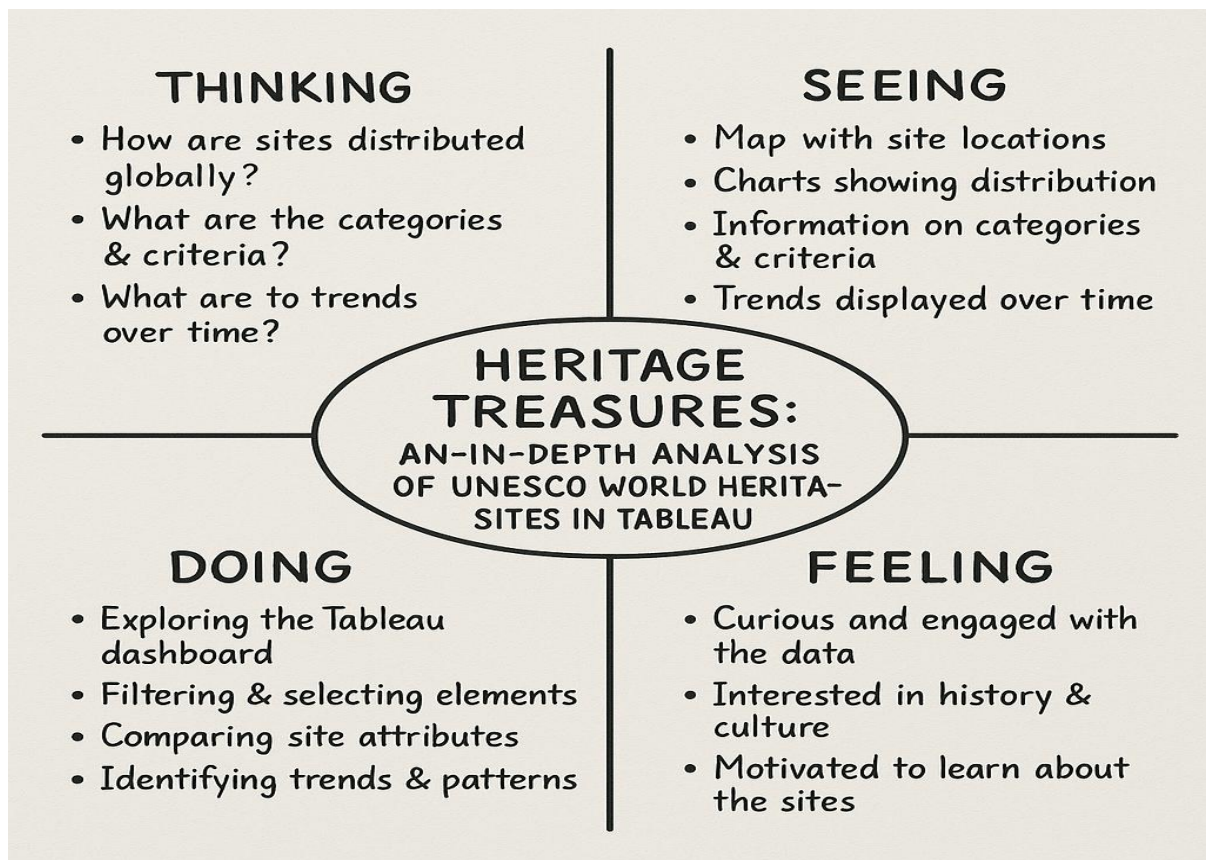 THINKING
• How are sites distributed
globally?
• What are the categories
& criteria?
• What are to trends
over time?
SEEING
• Map with site locations
• Charts showing distribution
• Information on categories
& criteria
• Trends displayed over time
HERITAGE
TREASURES:
AN-IN-DEPTH ANALYSIS
OF UNESCO WORLD HERITA-
SITES IN TABLEAU
DOING
• Exploring the Tableau
dashboard
• Filtering & selecting elements
• Comparing site attributes
• Identifying trends & patterns
FEELING
• Curious and engaged with
the data
• Interested in history &
culture
• Motivated to learn about
the sites